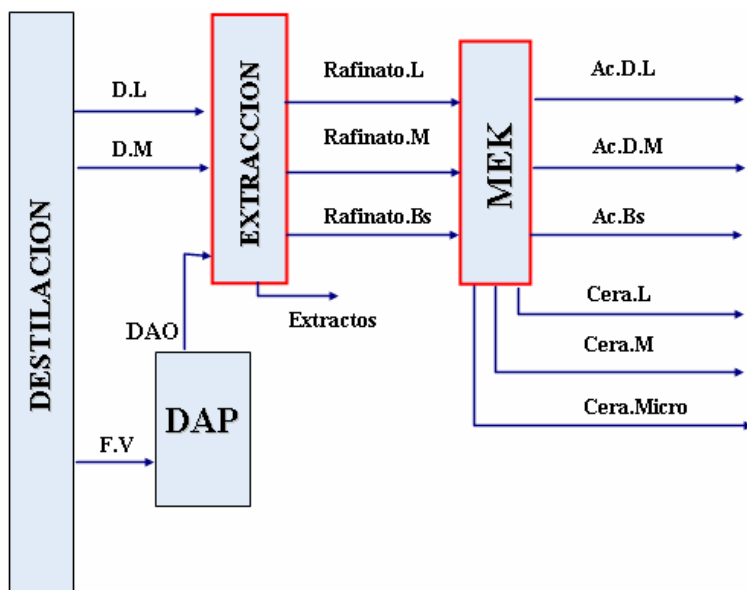 DESTILACION
D.L
D.M
F.V
DAP
DAO
EXTRACCION
Extractos
Rafinato.L
Rafinato.M
Rafinato.Bs
MEK
Ac.D.L
Ac.D.M
Ac.Bs
Cera.L
Cera.M
Cera.Micro